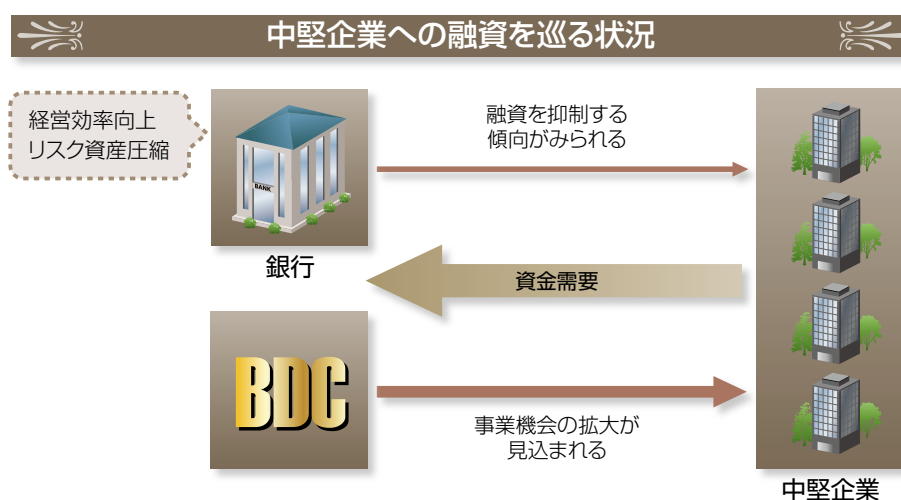 中堅企業への融資を巡る状況
経営効率向上
リスク資産圧縮
融資を抑制する
傾向がみられる
BANK
銀行
資金需要
BDC
事業機会の拡大が
見込まれる
中堅企業